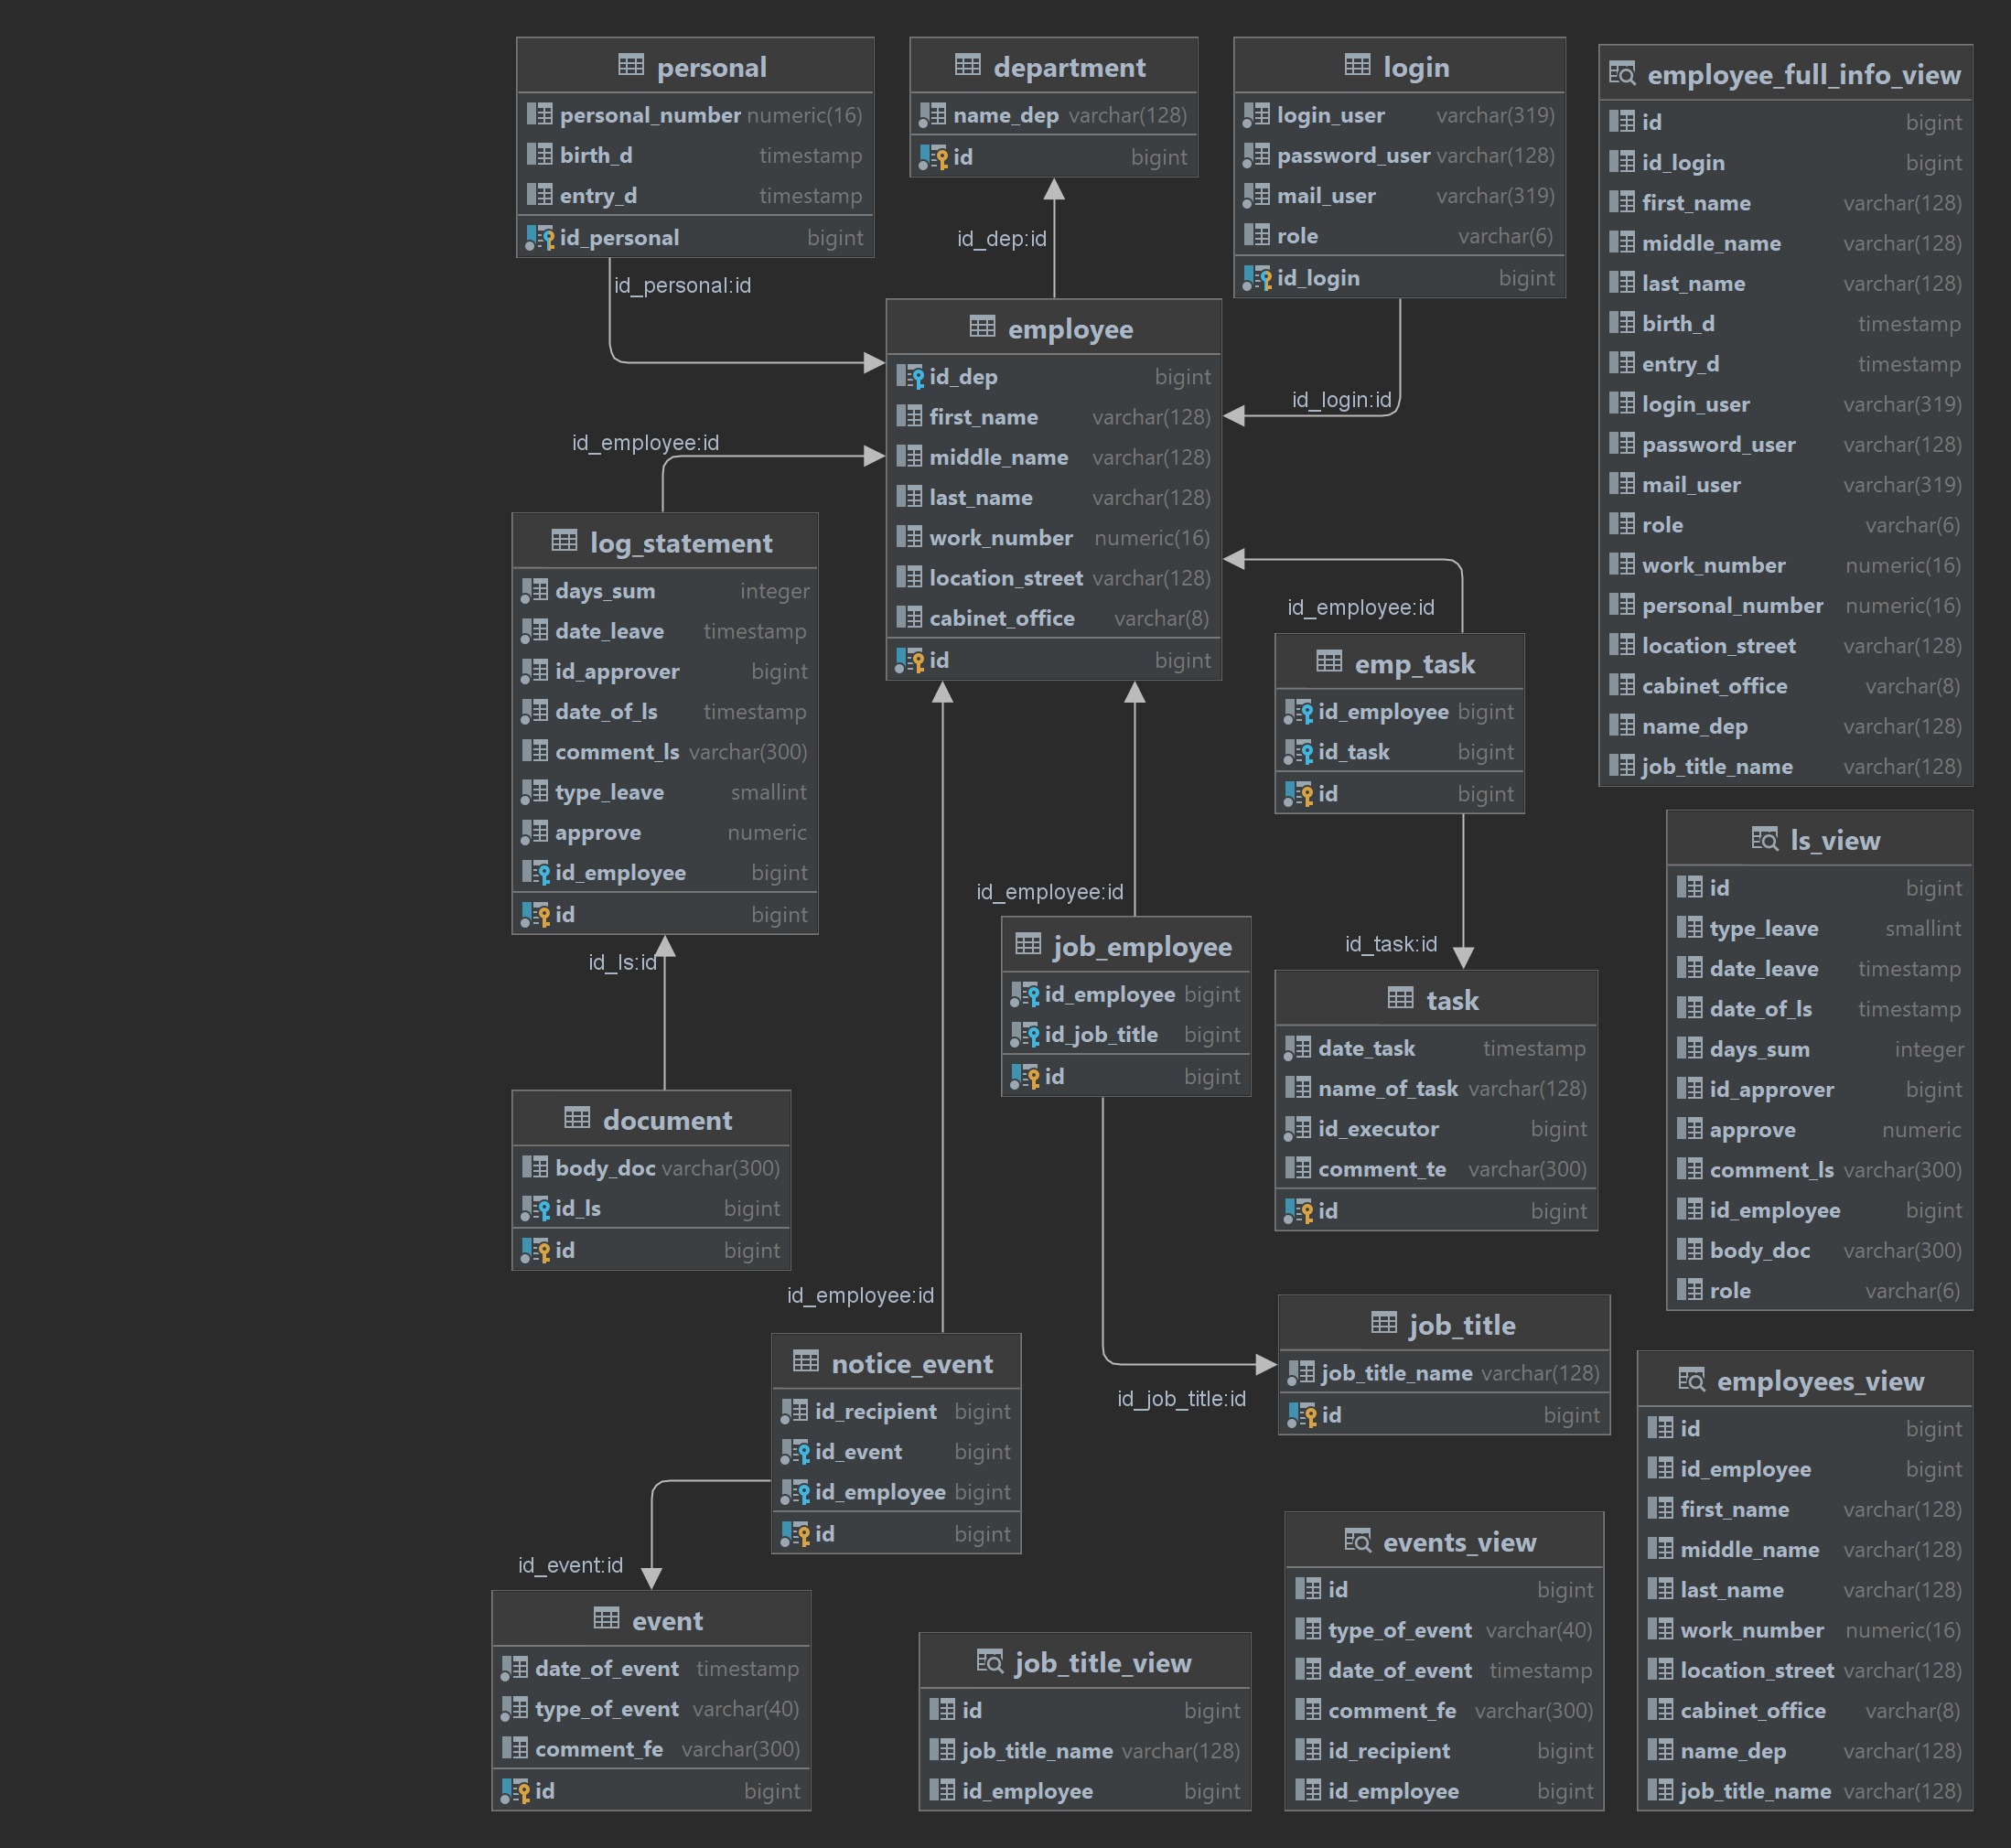 personal
personal_number numeric(16)
birth_d timestamp
entry_d timestamp
id_personal bigint
department
name_dep varchar(128)
id bigint
login
login_user varchar(319)
password_user varchar(128)
mail_user varchar(319)
role varchar(6)
id_login bigint
employee_full_info_view
id bigint
id_login bigint
first_name varchar(128)
middle_name varchar(128)
last_name varchar(128)
birth_d timestamp
entry_d timestamp
login_user varchar(319)
password_user varchar(128)
mail_user varchar(319)
role varchar(6)
work_number numeric(16)
personal_number numeric(16)
location_street varchar(128)
cabinet_office varchar(8)
name_dep varchar(128)
job_title_name varchar(128)
id_dep:id
id_personal:id
employee
id_dep bigint
first_name varchar(128)
middle_name varchar(128)
last_name varchar(128)
work_number numeric(16)
location_street varchar(128)
cabinet_office varchar(8)
id bigint
id_login:id
id_employee:id
log_statement
days_sum integer
date_leave timestamp
id_approver bigint
date_of_ls timestamp
comment_ls varchar(300)
type_leave smallint
approve numeric
id_employee bigint
id bigint
id_employee:id
emp_task
id_employee bigint
id_task bigint
id bigint
ls_view
id bigint
type_leave smallint
date_leave timestamp
date_of_ls timestamp
days_sum integer
id_approver bigint
approve numeric
comment_ls varchar(300)
id_employee bigint
body_doc varchar(300)
role varchar(6)
id_employee:id
job_employee
id_employee bigint
id_job_title bigint
id bigint
id_task:id
task
date_task timestamp
name_of_task varchar(128)
id_executor bigint
comment_te varchar(300)
id bigint
id_ls:id
document
body_doc varchar(300)
id_ls bigint
id bigint
id_employee:id
notice_event
id_recipient bigint
id_event bigint
id_employee bigint
id bigint
job_title
job_title_name varchar(128)
id bigint
id_job_title:id
employees_view
id bigint
id_employee bigint
first_name varchar(128)
middle_name varchar(128)
last_name varchar(128)
work_number numeric(16)
location_street varchar(128)
cabinet_office varchar(8)
name_dep varchar(128)
job_title_name varchar(128)
id_event:id
event
date_of_event timestamp
type_of_event varchar(40)
comment_fe varchar(300)
id bigint
job_title_view
id bigint
job_title_name varchar(128)
id_employee bigint
events_view
id bigint
type_of_event varchar(40)
date_of_event timestamp
comment_fe varchar(300)
id_recipient bigint
id_employee bigint